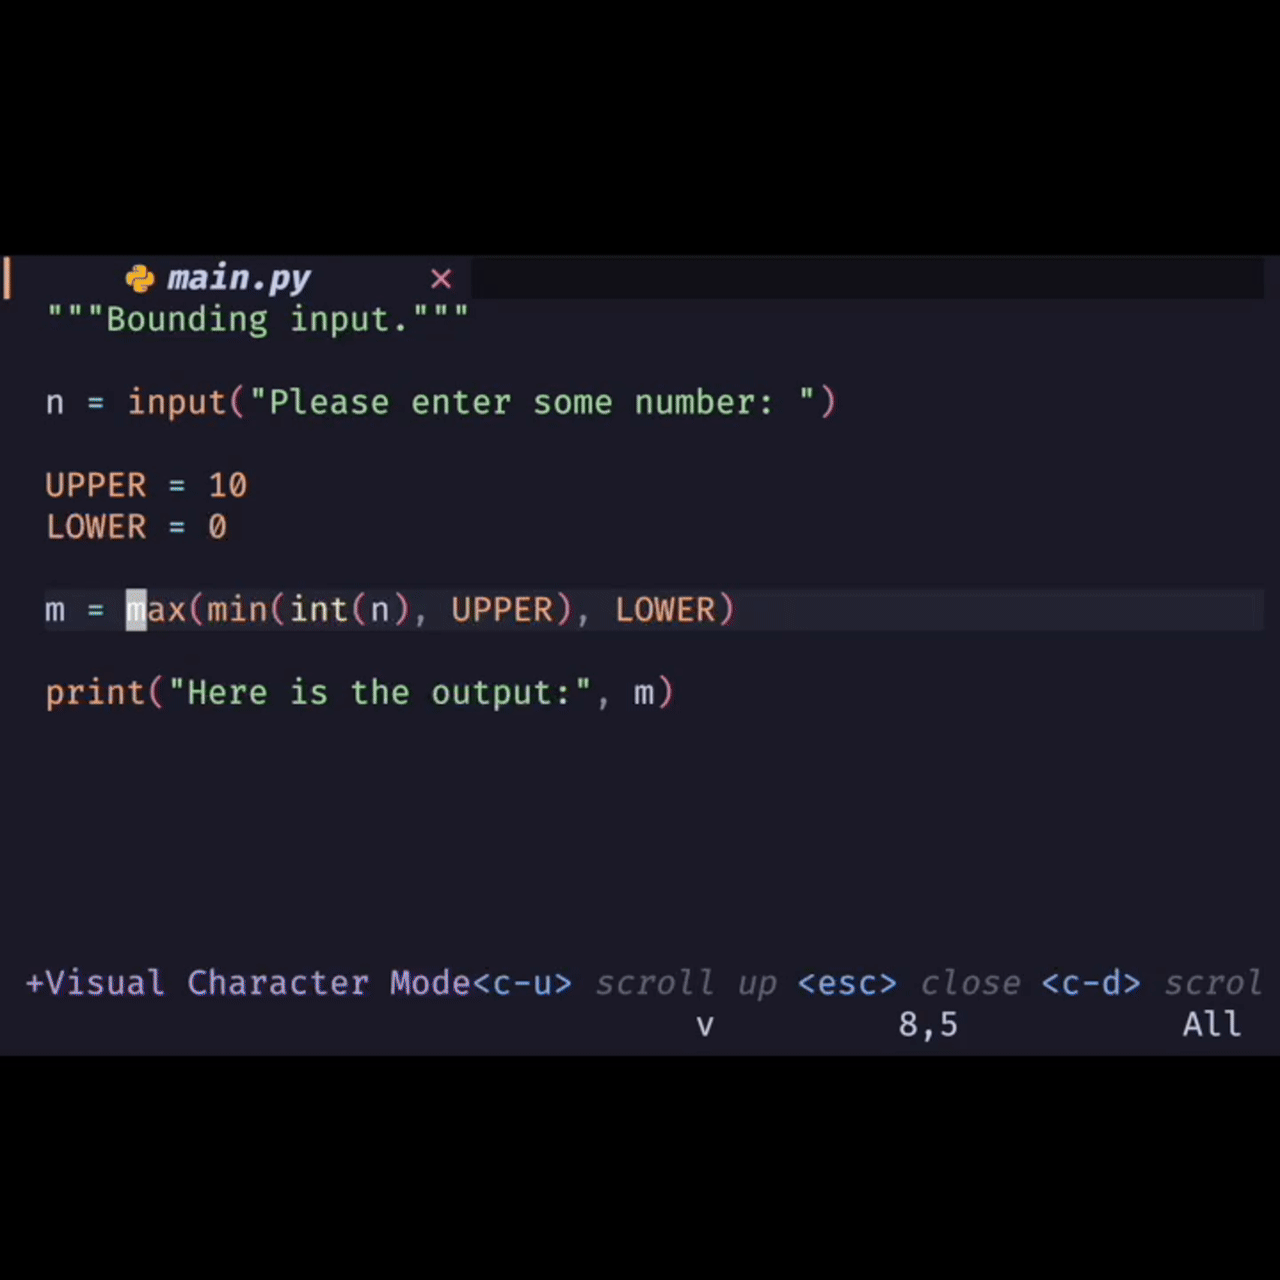 main.py ×
"""Bounding input."""
n = input("Please enter some number: ")
UPPER = 10
LOWER = 0
m = max(min(int(n), UPPER), LOWER)
print("Here is the output:", m)
+Visual Character Mode<c-u> scroll up <esc> close <c-d> scrol
v 8,5 All